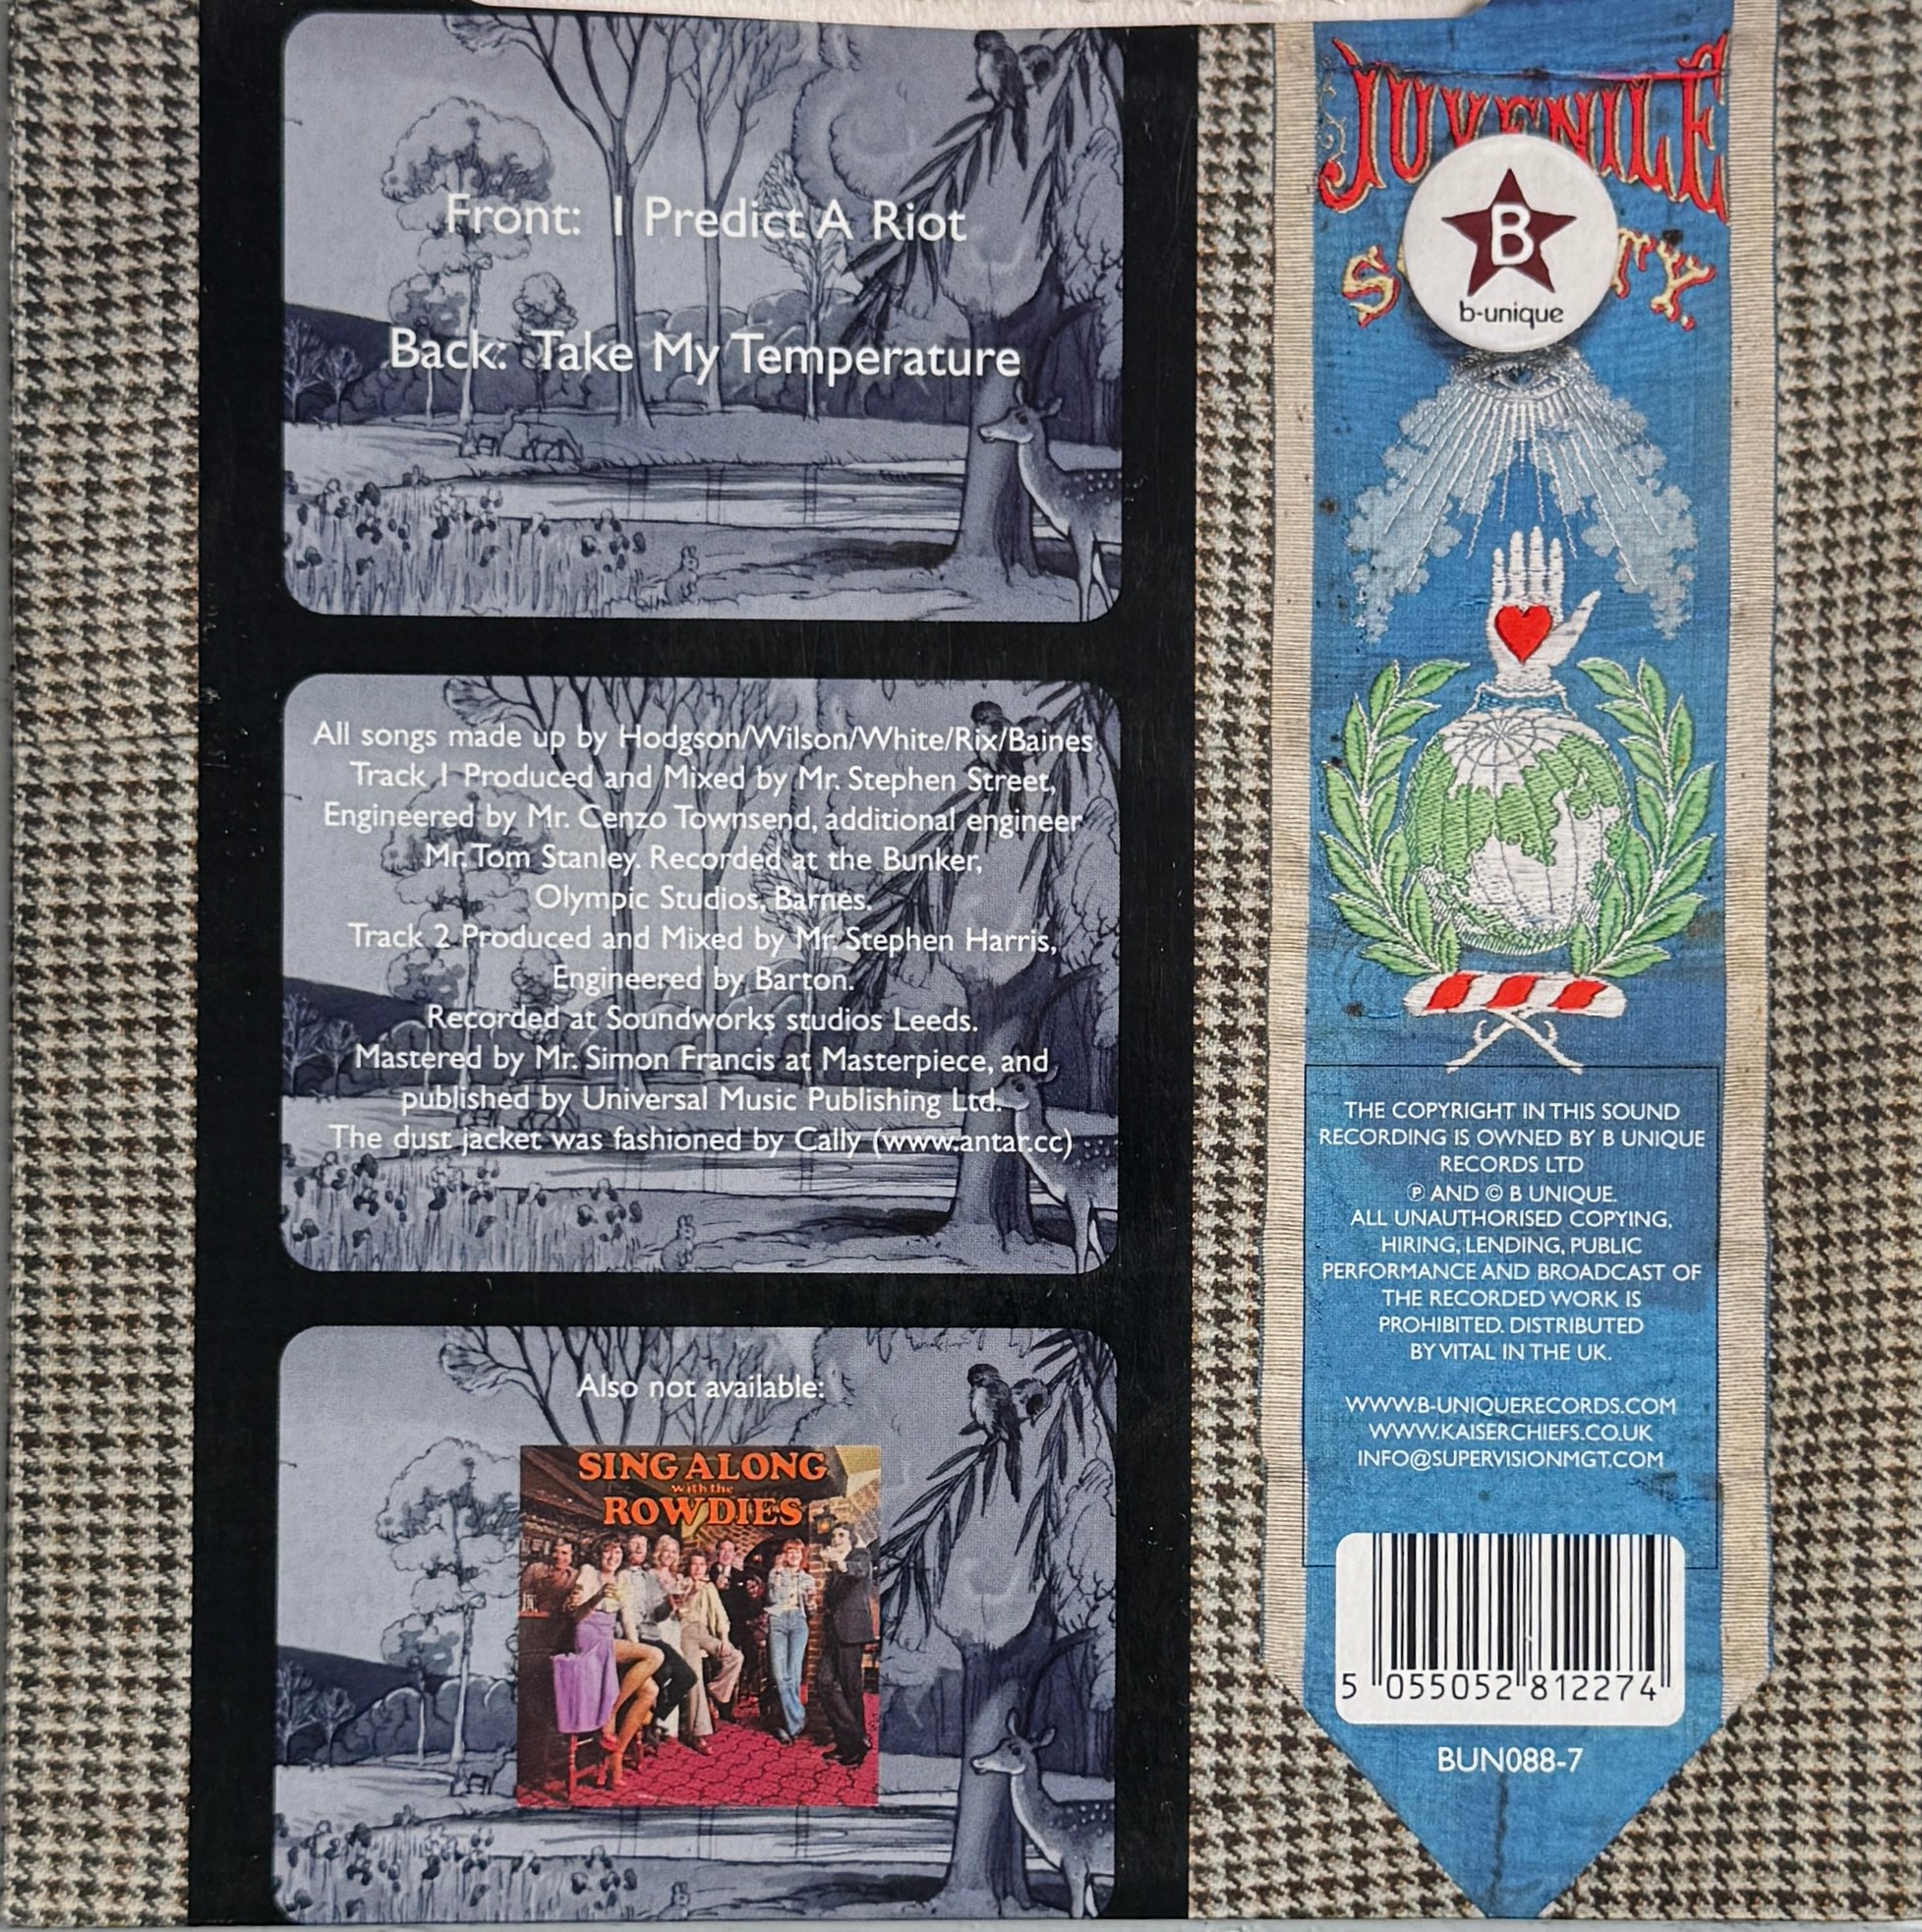 Front: I Predict A Riot
Back: Take My Temperature
All songs made up by Hodgson/Wilson/White/Rix/Baines
Track 1 Produced and Mixed by Mr. Stephen Street,
Engineered by Mr. Cenzo Townsend, additional engineer
Mr. Tom Stanley. Recorded at the Bunker,
Olympic Studios, Barnes.
Track 2 Produced and Mixed by Mr. Stephen Harris,
Engineered by Barton.
Recorded at Soundworks studios Leeds.
Mastered by Mr. Simon Francis at Masterpiece, and
published by Universal Music Publishing Ltd.
The dust jacket was fashioned by Cally (www.antar.cc)
Also not available:
SING ALONG
with the
ROWDIES
JUVENILE
B
b-unique
THE COPYRIGHT IN THIS SOUND
RECORDING IS OWNED BY B UNIQUE
RECORDS LTD
℗ AND © B UNIQUE.
ALL UNAUTHORISED COPYING,
HIRING, LENDING, PUBLIC
PERFORMANCE AND BROADCAST OF
THE RECORDED WORK IS
PROHIBITED. DISTRIBUTED
BY VITAL IN THE UK.
WWW.B-UNIQUERECORDS.COM
WWW.KAISERCHIEFS.CO.UK
INFO@SUPERVISIONMGT.COM
5 055052 812274
BUN088-7